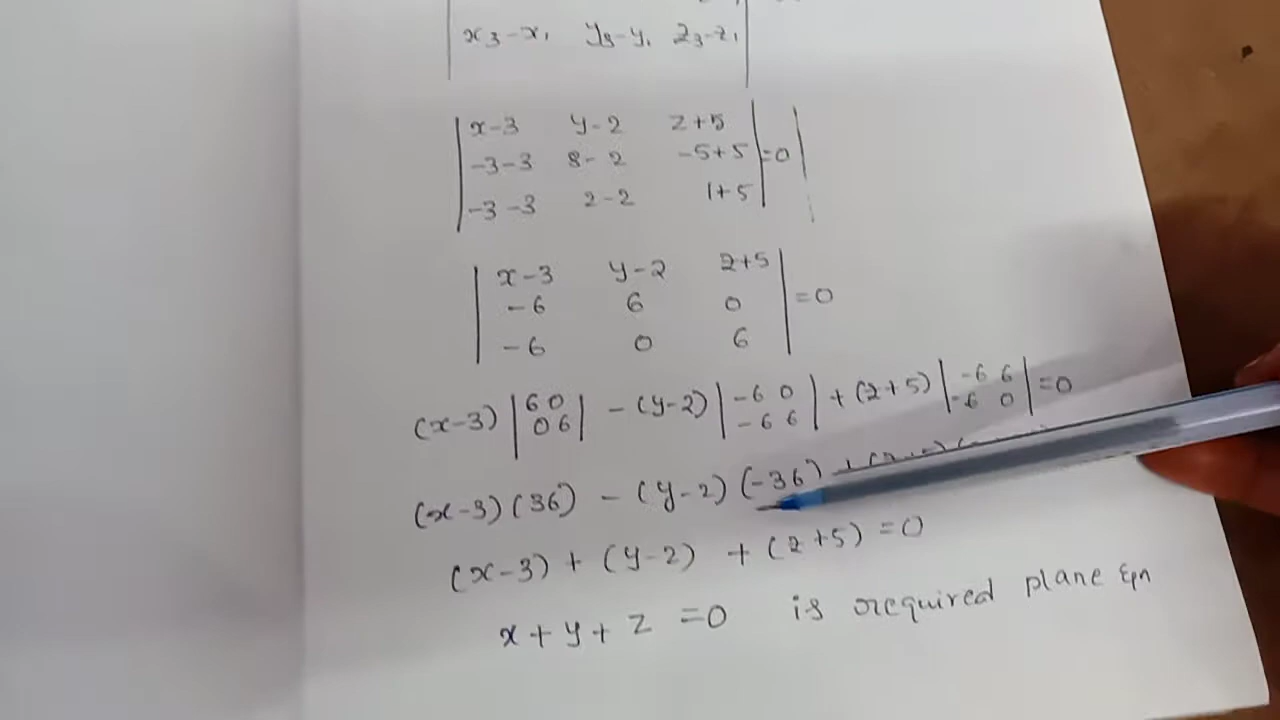 x₃-x₁ y₃-y₁ z₃-z₁
x-3 y-2 z+5
-3-3 8-2 -5+5 =0
-3-3 2-2 1+5
x-3 y-2 z+5
-6 6 0 =0
-6 0 6
(x-3) |6 0| - (y-2) |-6 0| + (z+5) |-6 6| =0
|0 6| |-6 6| |-6 0|
(x-3)(36) - (y-2)(-36)
(x-3) + (y-2) + (z+5) =0
x+y+z =0 is required plane Eqn